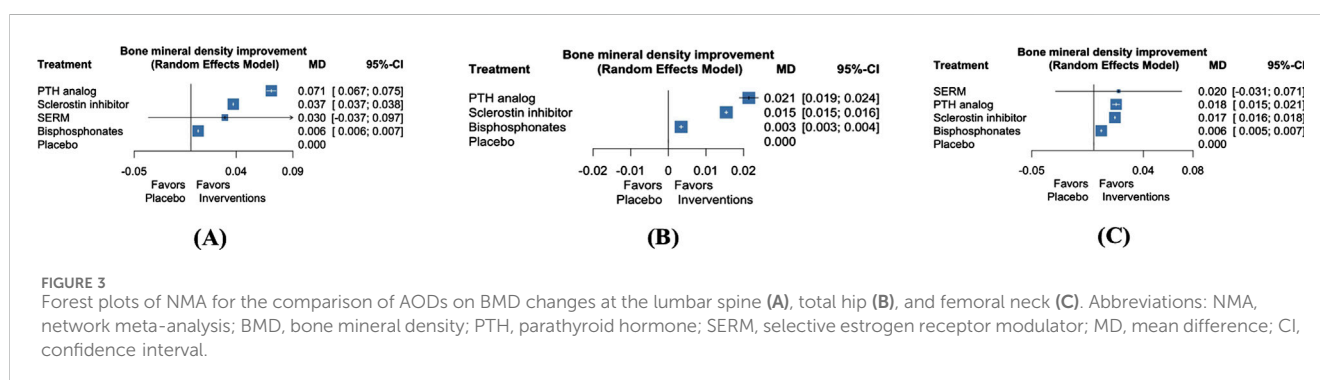 Bone mineral density improvement
Treatment (Random Effects Model) MD 95%-CI
PTH analog 0.071 [ 0.067; 0.075]
Sclerostin inhibitor 0.037 [ 0.037; 0.038]
SERM 0.030 [-0.037; 0.097]
Bisphosphonates 0.006 [ 0.006; 0.007]
Placebo 0.000
-0.05 0.04 0.09
Favors Favors
Placebo Inverventions
(A)
Bone mineral density improvement
Treatment (Random Effects Model) MD 95%-CI
PTH analog 0.021 [0.019; 0.024]
Sclerostin inhibitor 0.015 [0.015; 0.016]
Bisphosphonates 0.003 [0.003; 0.004]
Placebo 0.000
-0.02 -0.01 0 0.01 0.02
Favors Favors
Placebo Inverventions
(B)
Bone mineral density improvement
Treatment (Random Effects Model) MD 95%-CI
SERM 0.020 [-0.031; 0.071]
PTH analog 0.018 [ 0.015; 0.021]
Sclerostin inhibitor 0.017 [ 0.016; 0.018]
Bisphosphonates 0.006 [ 0.005; 0.007]
Placebo 0.000
-0.05 0.04 0.08
Favors Favors
Placebo Inverventions
(C)
FIGURE 3
Forest plots of NMA for the comparison of AODs on BMD changes at the lumbar spine (A), total hip (B), and femoral neck (C). Abbreviations: NMA,
network meta-analysis; BMD, bone mineral density; PTH, parathyroid hormone; SERM, selective estrogen receptor modulator; MD, mean difference; CI,
confidence interval.